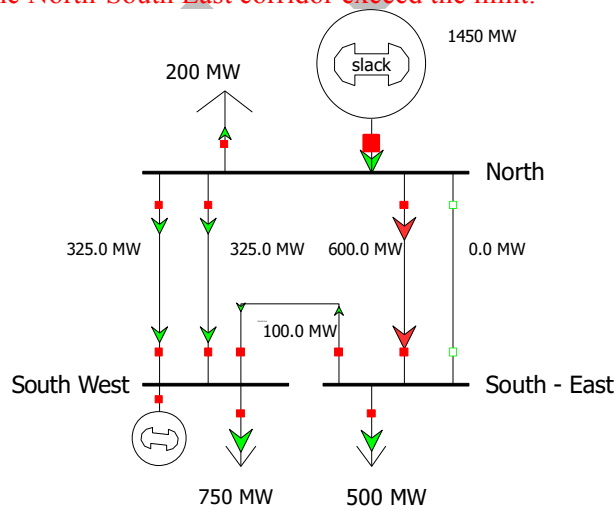 he North-South East corridor exceed the limit.
1450 MW
slack
200 MW
North
325.0 MW
325.0 MW
600.0 MW
0.0 MW
100.0 MW
South West
South - East
750 MW
500 MW